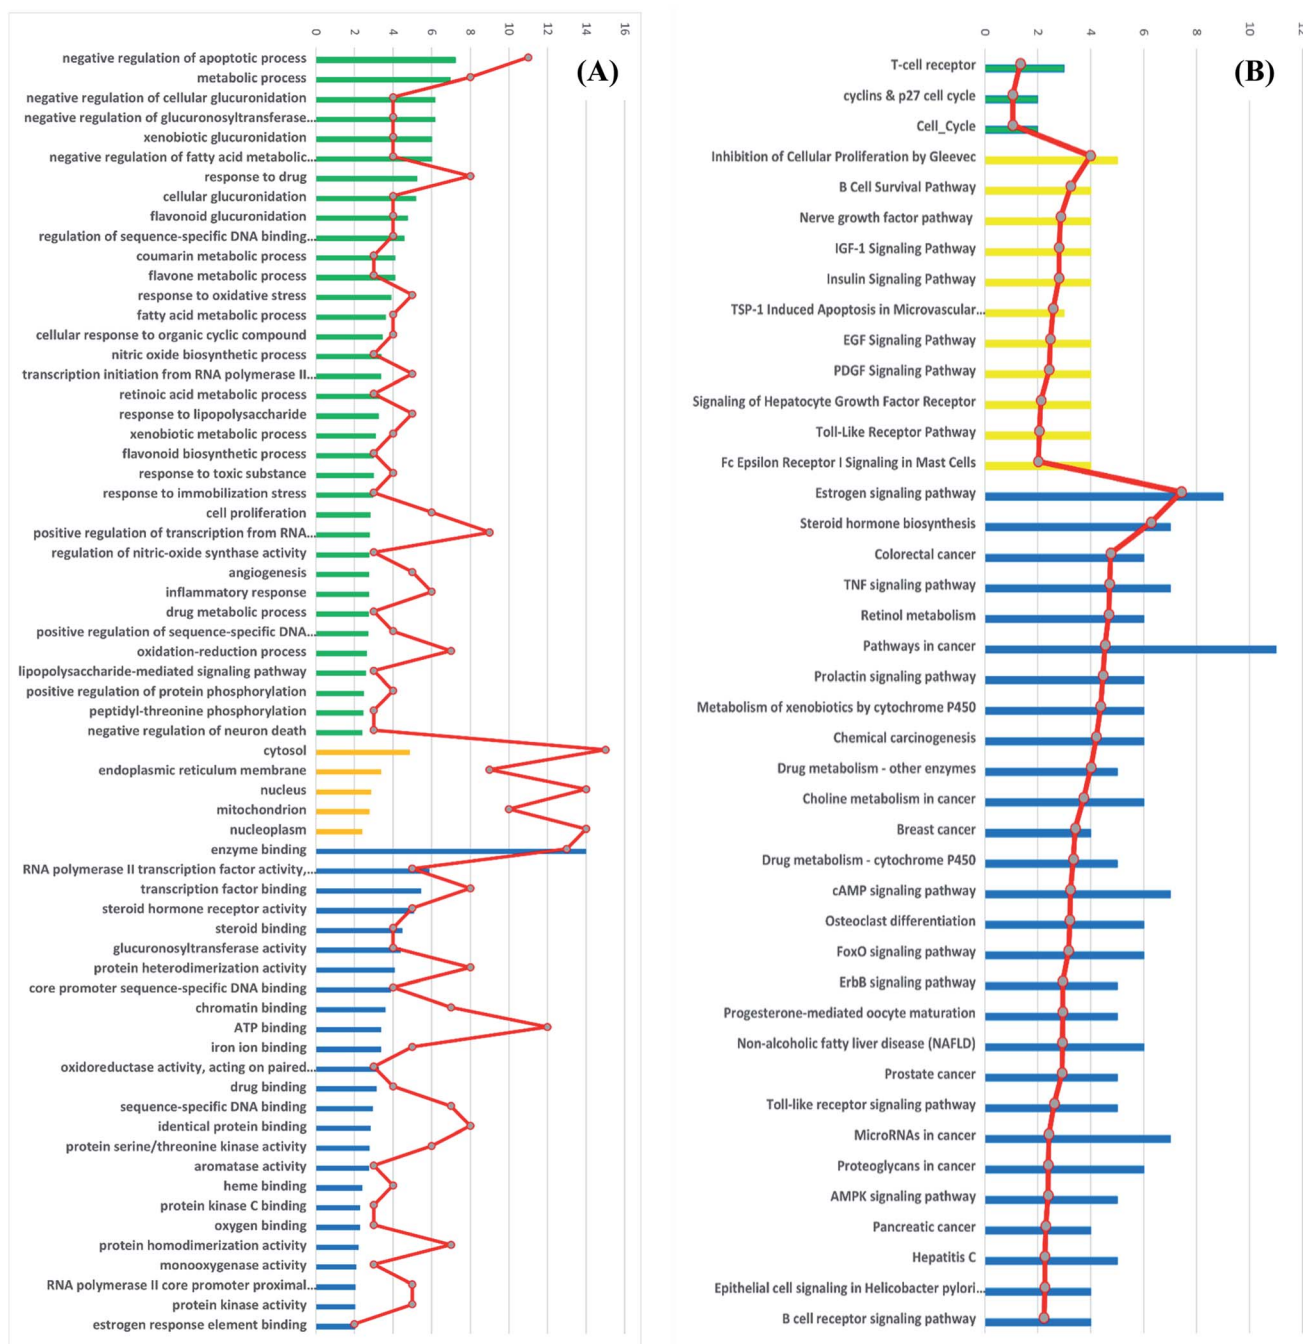 0 2 4 6 8 10 12 14 16
(A)
negative regulation of apoptotic process
metabolic process
negative regulation of cellular glucuronidation
negative regulation of glucuronosyltransferase...
xenobiotic glucuronidation
negative regulation of fatty acid metabolic...
response to drug
cellular glucuronidation
flavonoid glucuronidation
regulation of sequence-specific DNA binding...
coumarin metabolic process
flavone metabolic process
response to oxidative stress
fatty acid metabolic process
cellular response to organic cyclic compound
nitric oxide biosynthetic process
transcription initiation from RNA polymerase II...
retinoic acid metabolic process
response to lipopolysaccharide
xenobiotic metabolic process
flavonoid biosynthetic process
response to toxic substance
response to immobilization stress
cell proliferation
positive regulation of transcription from RNA...
regulation of nitric-oxide synthase activity
angiogenesis
inflammatory response
drug metabolic process
positive regulation of sequence-specific DNA...
oxidation-reduction process
lipopolysaccharide-mediated signaling pathway
positive regulation of protein phosphorylation
peptidyl-threonine phosphorylation
negative regulation of neuron death
cytosol
endoplasmic reticulum membrane
nucleus
mitochondrion
nucleoplasm
enzyme binding
RNA polymerase II transcription factor activity,...
transcription factor binding
steroid hormone receptor activity
steroid binding
glucuronosyltransferase activity
protein heterodimerization activity
core promoter sequence-specific DNA binding
chromatin binding
ATP binding
iron ion binding
oxidoreductase activity, acting on paired...
drug binding
sequence-specific DNA binding
identical protein binding
protein serine/threonine kinase activity
aromatase activity
heme binding
protein kinase C binding
oxygen binding
protein homodimerization activity
monooxygenase activity
RNA polymerase II core promoter proximal...
protein kinase activity
estrogen response element binding
0 2 4 6 8 10 12
(B)
T-cell receptor
cyclins & p27 cell cycle
Cell_Cycle
Inhibition of Cellular Proliferation by Gleevec
B Cell Survival Pathway
Nerve growth factor pathway
IGF-1 Signaling Pathway
Insulin Signaling Pathway
TSP-1 Induced Apoptosis in Microvascular...
EGF Signaling Pathway
PDGF Signaling Pathway
Signaling of Hepatocyte Growth Factor Receptor
Toll-Like Receptor Pathway
Fc Epsilon Receptor I Signaling in Mast Cells
Estrogen signaling pathway
Steroid hormone biosynthesis
Colorectal cancer
TNF signaling pathway
Retinol metabolism
Pathways in cancer
Prolactin signaling pathway
Metabolism of xenobiotics by cytochrome P450
Chemical carcinogenesis
Drug metabolism - other enzymes
Choline metabolism in cancer
Breast cancer
Drug metabolism - cytochrome P450
cAMP signaling pathway
Osteoclast differentiation
FoxO signaling pathway
ErbB signaling pathway
Progesterone-mediated oocyte maturation
Non-alcoholic fatty liver disease (NAFLD)
Prostate cancer
Toll-like receptor signaling pathway
MicroRNAs in cancer
Proteoglycans in cancer
AMPK signaling pathway
Pancreatic cancer
Hepatitis C
Epithelial cell signaling in Helicobacter pylori...
B cell receptor signaling pathway